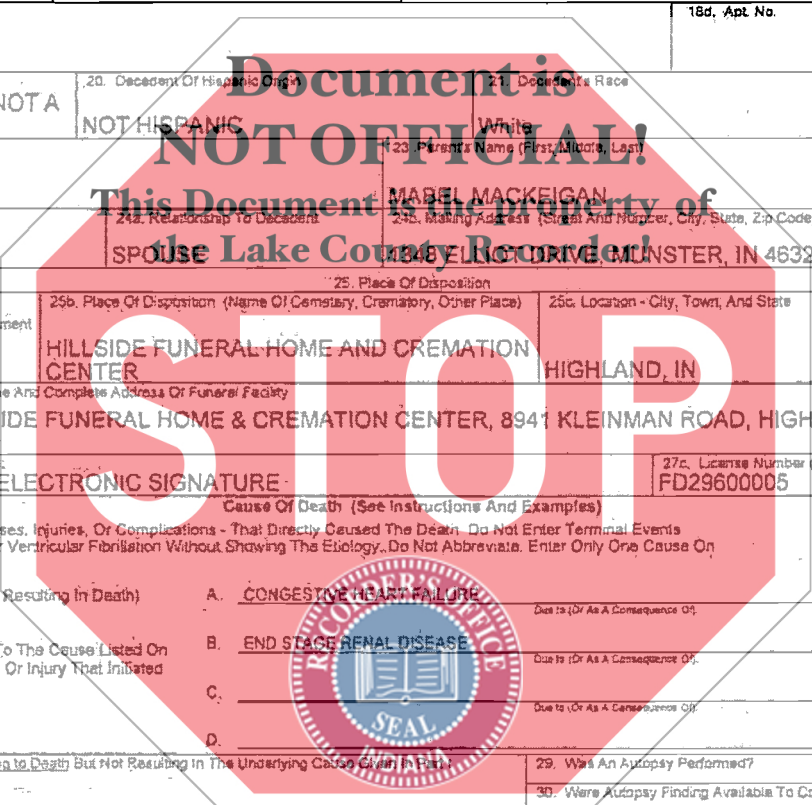 18d. Apt. No.
Document is
20. Decedent Of Hispanic Origin
21. Decedent's Race
NOT A
NOT HISPANIC
White
NOT OFFICIAL!
23. Parent's Name (First, Middle, Last)
MABEL MACKEIGAN
This Document is the property of
24a. Relationship To Decedent
24b. Mailing Address (Street And Number, City, State, Zip Code
SPOUSE
ELLIOT DRIVE, MUNSTER, IN 4632
the Lake County Recorder!
25. Place Of Disposition
25b. Place Of Disposition (Name Of Cemetary, Crematory, Other Place)
25c. Location - City, Town, And State
ment
HILLSIDE FUNERAL HOME AND CREMATION
CENTER
HIGHLAND, IN
e And Complete Address Of Funeral Facility
IDE FUNERAL HOME & CREMATION CENTER, 8941 KLEINMAN ROAD, HIGH
STOP
27c. License Number
ELECTRONIC SIGNATURE
FD29600005
Cause Of Death (See Instructions And Examples)
ses, Injuries, Or Complications - That Directly Caused The Death. Do Not Enter Terminal Events
r Ventricular Fibrillation Without Showing The Etiology. Do Not Abbreviate. Enter Only One Cause On
Resulting In Death)
A. CONGESTIVE HEART FAILURE
Due to (Or As A Consequence Of):
To The Cause Listed On
Or Injury That Initiated
B. END STAGE RENAL DISEASE
Due to (Or As A Consequence Of):
C.
Due to (Or As A Consequence Of):
D.
RECORDER'S OFFICE
SEAL
INDIANA
g to Death But Not Resulting In The Underlying Cause Given In Part I
29. Was An Autopsy Performed?
30. Were Autopsy Finding Available To C